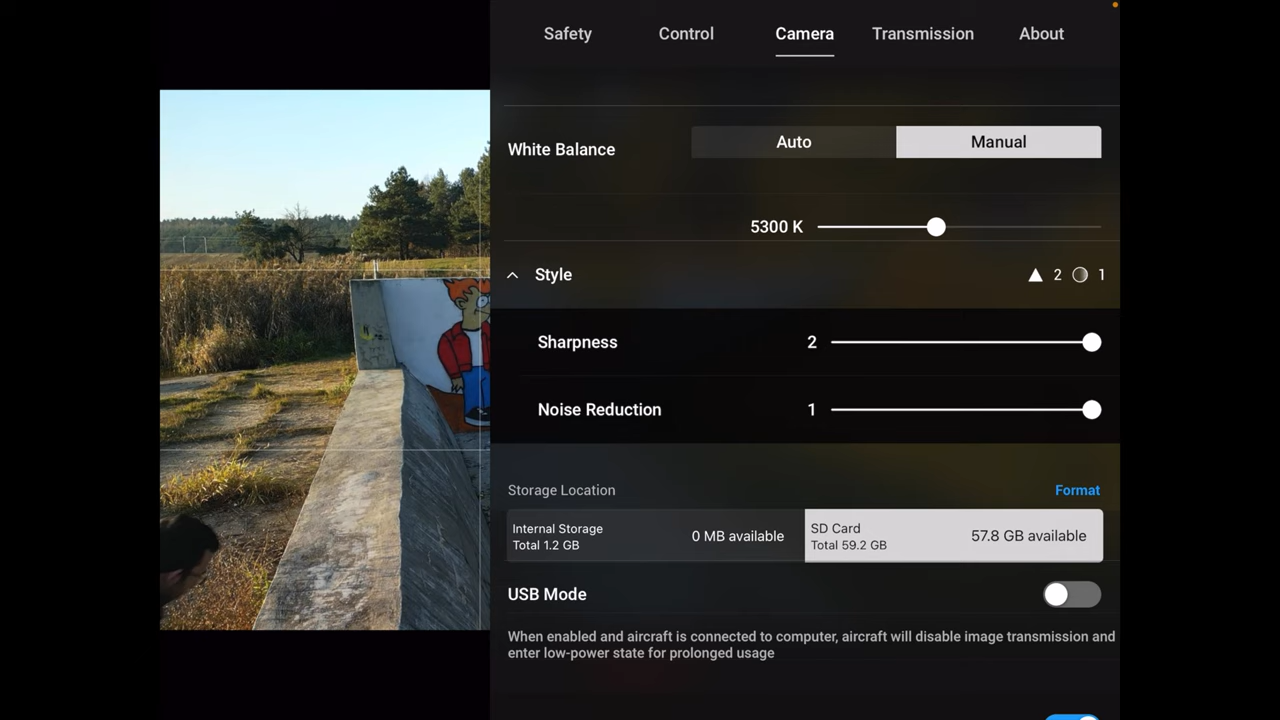 Safety Control Camera Transmission About
White Balance Auto Manual
5300 K
Style 2 1
Sharpness 2
Noise Reduction 1
Storage Location Format
Internal Storage
Total 1.2 GB
0 MB available
SD Card
Total 59.2 GB
57.8 GB available
USB Mode
When enabled and aircraft is connected to computer, aircraft will disable image transmission and
enter low-power state for prolonged usage